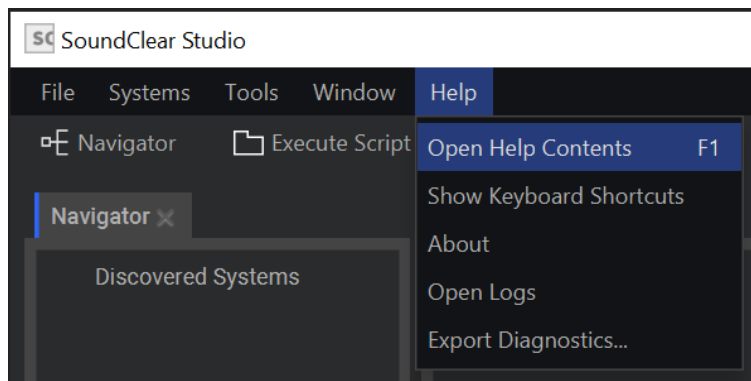 SC SoundClear Studio
File Systems Tools Window Help
Navigator Execute Script
Open Help Contents F1
Show Keyboard Shortcuts
About
Open Logs
Export Diagnostics...
Navigator
Discovered Systems